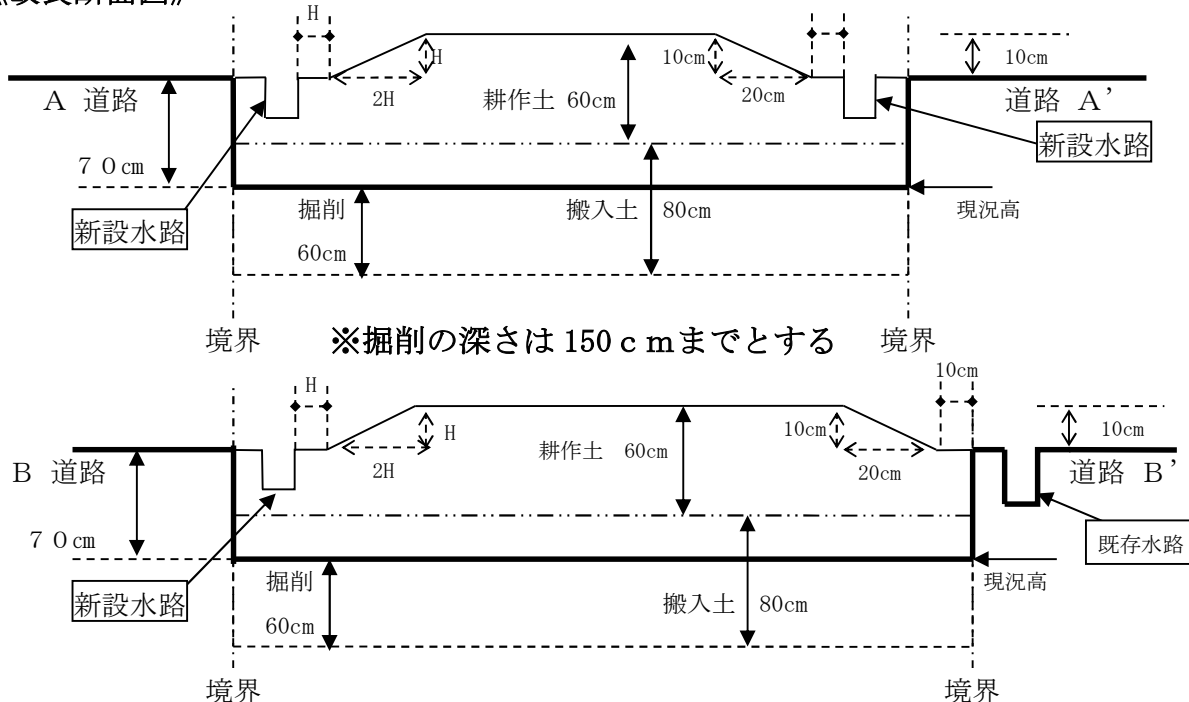 H
H
10cm
10cm
2H
耕作土 60cm
20cm
A 道路
道路 A’
70cm
新設水路
新設水路
掘削
搬入土 80cm
現況高
60cm
境界
※掘削の深さは150cmまでとする
境界
H
10cm
H
10cm
10cm
2H
耕作土 60cm
20cm
B 道路
道路 B’
70cm
既存水路
新設水路
掘削
搬入土 80cm
現況高
60cm
境界
境界